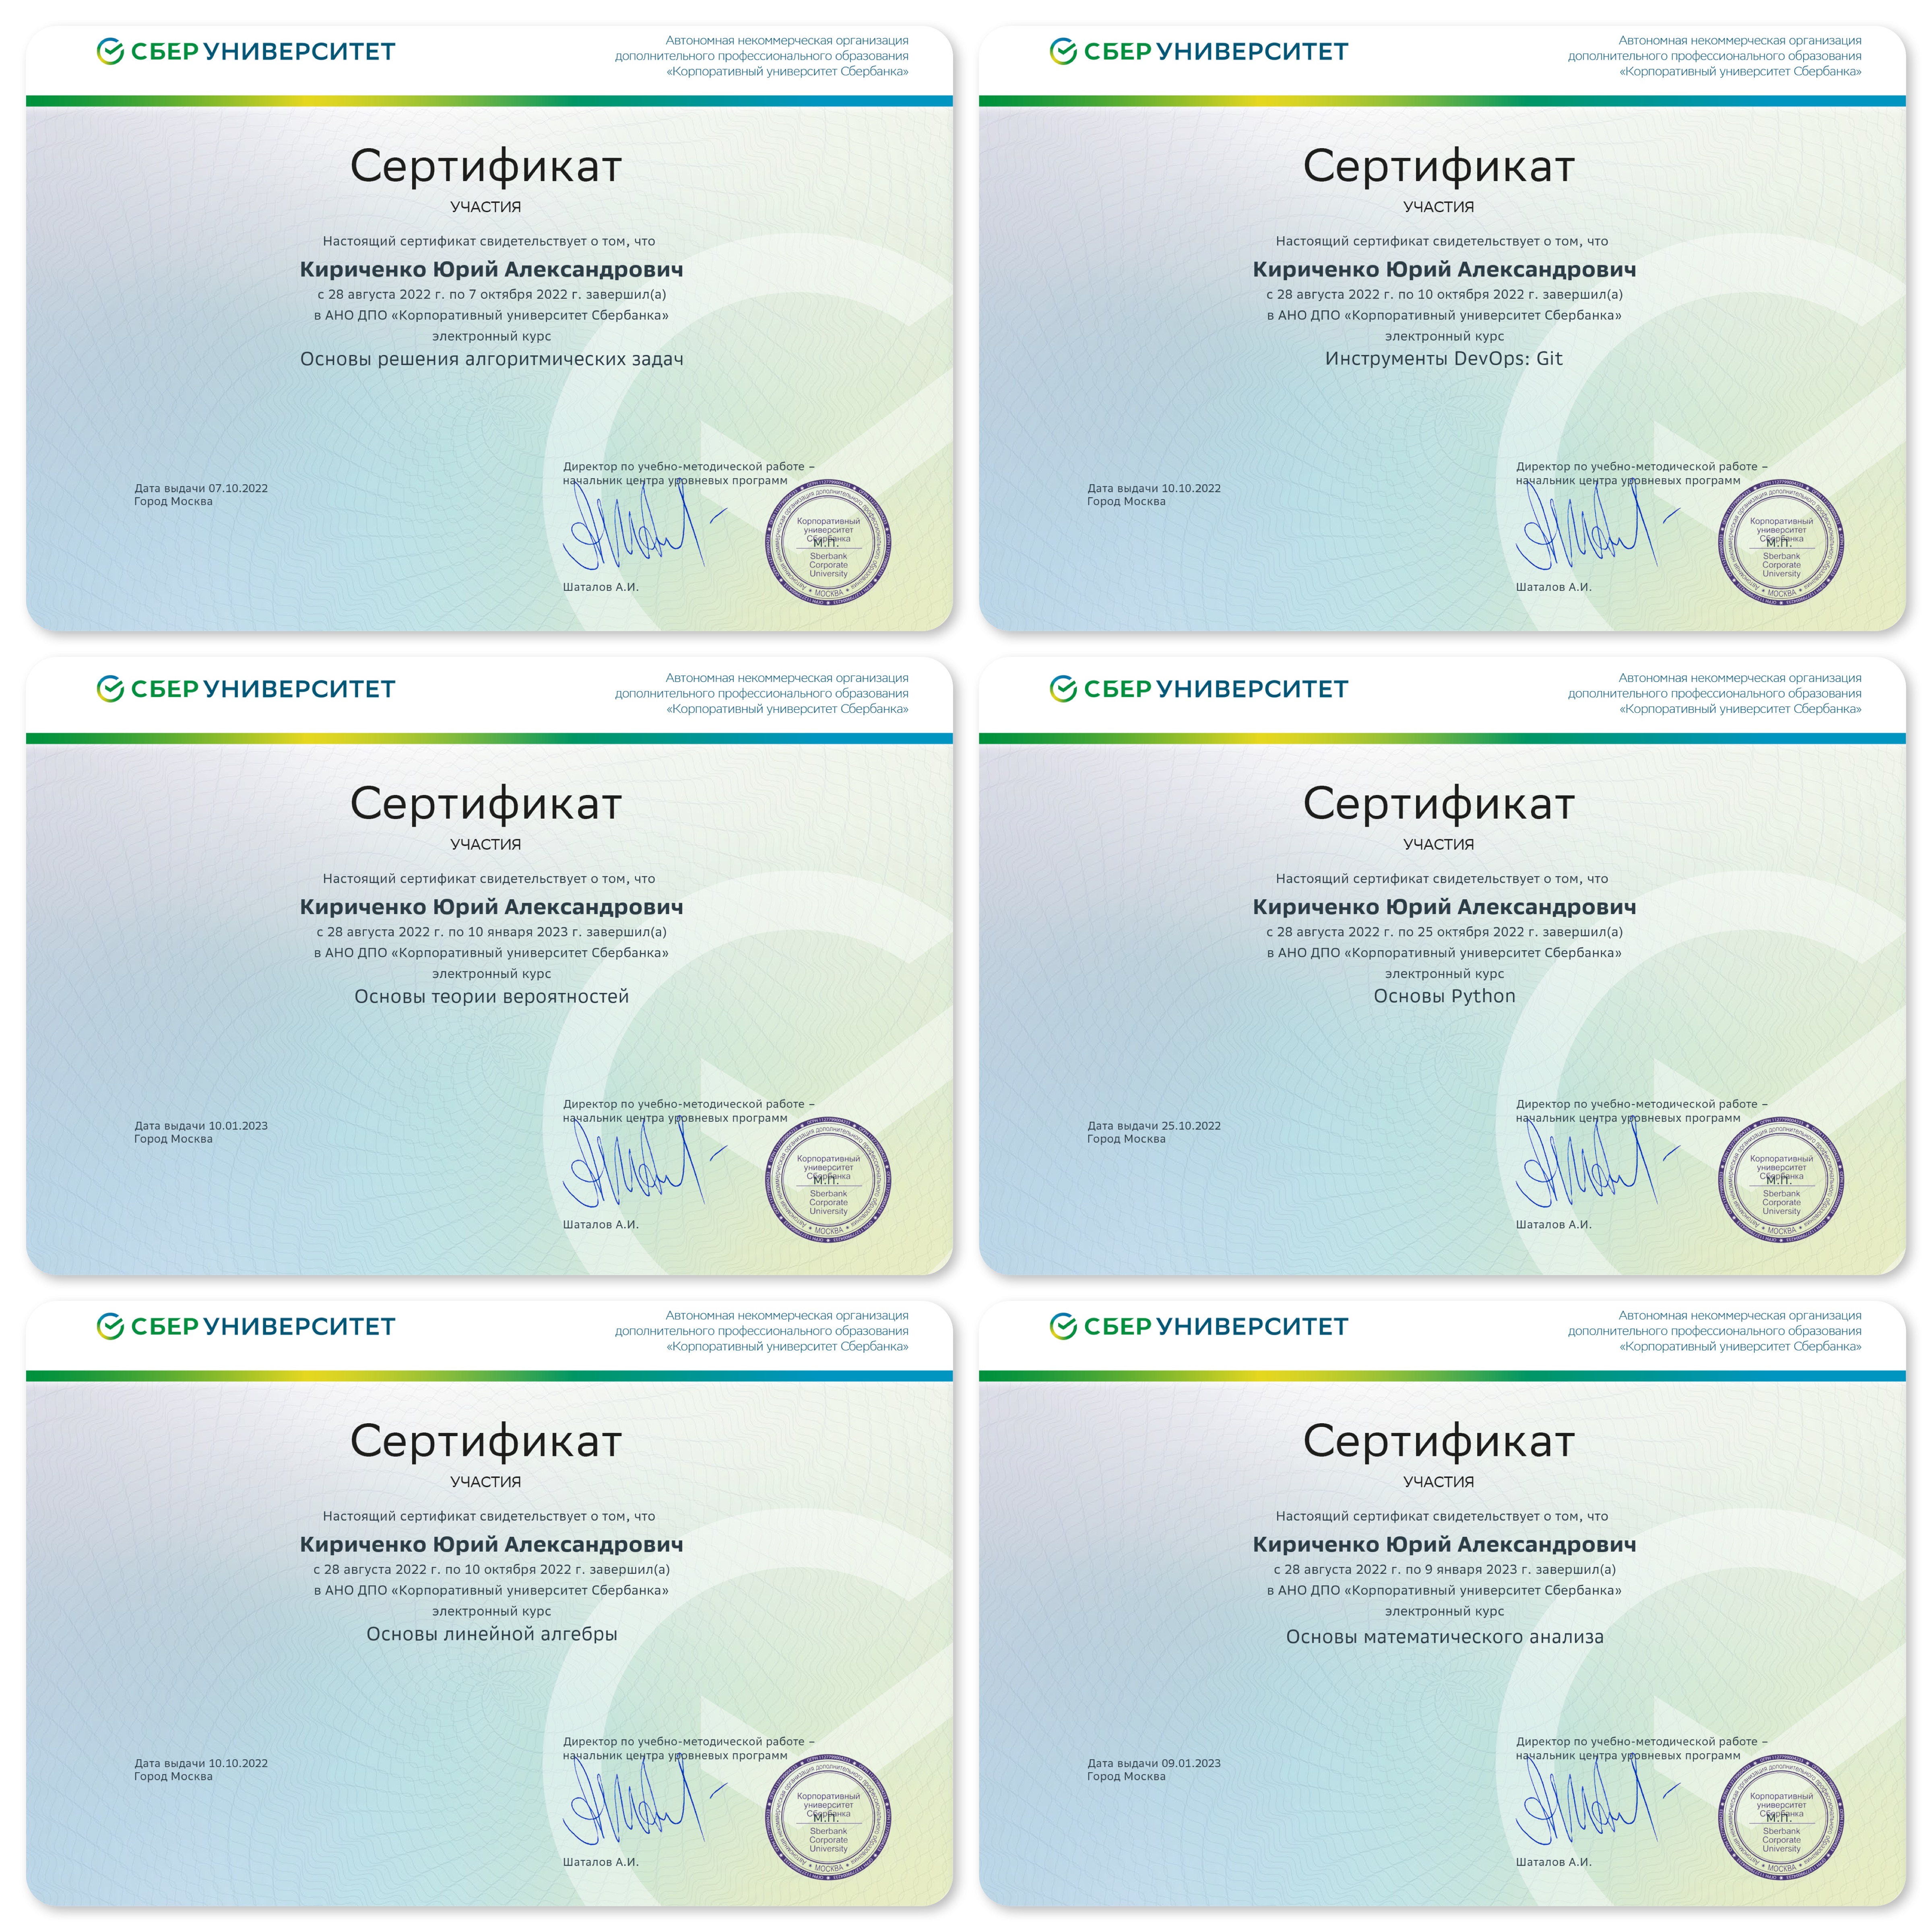 СБЕР УНИВЕРСИТЕТ
Автономная некоммерческая организация
дополнительного профессионального образования
«Корпоративный университет Сбербанка»
Сертификат
УЧАСТИЯ
Настоящий сертификат свидетельствует о том, что
Кириченко Юрий Александрович
с 28 августа 2022 г. по 7 октября 2022 г. завершил(а)
в АНО ДПО «Корпоративный университет Сбербанка»
электронный курс
Основы решения алгоритмических задач
Дата выдачи 07.10.2022
Город Москва
Директор по учебно-методической работе –
начальник центра уровневых программ
Корпоративный
университет
Сбербанка
М.П.
Sberbank
Corporate
University
МОСКВА
Шаталов А.И.
СБЕР УНИВЕРСИТЕТ
Автономная некоммерческая организация
дополнительного профессионального образования
«Корпоративный университет Сбербанка»
Сертификат
УЧАСТИЯ
Настоящий сертификат свидетельствует о том, что
Кириченко Юрий Александрович
с 28 августа 2022 г. по 10 октября 2022 г. завершил(а)
в АНО ДПО «Корпоративный университет Сбербанка»
электронный курс
Инструменты DevOps: Git
Дата выдачи 10.10.2022
Город Москва
Директор по учебно-методической работе –
начальник центра уровневых программ
Корпоративный
университет
Сбербанка
М.П.
Sberbank
Corporate
University
МОСКВА
Шаталов А.И.
СБЕР УНИВЕРСИТЕТ
Автономная некоммерческая организация
дополнительного профессионального образования
«Корпоративный университет Сбербанка»
Сертификат
УЧАСТИЯ
Настоящий сертификат свидетельствует о том, что
Кириченко Юрий Александрович
с 28 августа 2022 г. по 10 января 2023 г. завершил(а)
в АНО ДПО «Корпоративный университет Сбербанка»
электронный курс
Основы теории вероятностей
Дата выдачи 10.01.2023
Город Москва
Директор по учебно-методической работе –
начальник центра уровневых программ
Корпоративный
университет
Сбербанка
М.П.
Sberbank
Corporate
University
МОСКВА
Шаталов А.И.
СБЕР УНИВЕРСИТЕТ
Автономная некоммерческая организация
дополнительного профессионального образования
«Корпоративный университет Сбербанка»
Сертификат
УЧАСТИЯ
Настоящий сертификат свидетельствует о том, что
Кириченко Юрий Александрович
с 28 августа 2022 г. по 25 октября 2022 г. завершил(а)
в АНО ДПО «Корпоративный университет Сбербанка»
электронный курс
Основы Python
Дата выдачи 25.10.2022
Город Москва
Директор по учебно-методической работе –
начальник центра уровневых программ
Корпоративный
университет
Сбербанка
М.П.
Sberbank
Corporate
University
МОСКВА
Шаталов А.И.
СБЕР УНИВЕРСИТЕТ
Автономная некоммерческая организация
дополнительного профессионального образования
«Корпоративный университет Сбербанка»
Сертификат
УЧАСТИЯ
Настоящий сертификат свидетельствует о том, что
Кириченко Юрий Александрович
с 28 августа 2022 г. по 10 октября 2022 г. завершил(а)
в АНО ДПО «Корпоративный университет Сбербанка»
электронный курс
Основы линейной алгебры
Дата выдачи 10.10.2022
Город Москва
Директор по учебно-методической работе –
начальник центра уровневых программ
Корпоративный
университет
Сбербанка
М.П.
Sberbank
Corporate
University
МОСКВА
Шаталов А.И.
СБЕР УНИВЕРСИТЕТ
Автономная некоммерческая организация
дополнительного профессионального образования
«Корпоративный университет Сбербанка»
Сертификат
УЧАСТИЯ
Настоящий сертификат свидетельствует о том, что
Кириченко Юрий Александрович
с 28 августа 2022 г. по 9 января 2023 г. завершил(а)
в АНО ДПО «Корпоративный университет Сбербанка»
электронный курс
Основы математического анализа
Дата выдачи 09.01.2023
Город Москва
Директор по учебно-методической работе –
начальник центра уровневых программ
Корпоративный
университет
Сбербанка
М.П.
Sberbank
Corporate
University
МОСКВА
Шаталов А.И.